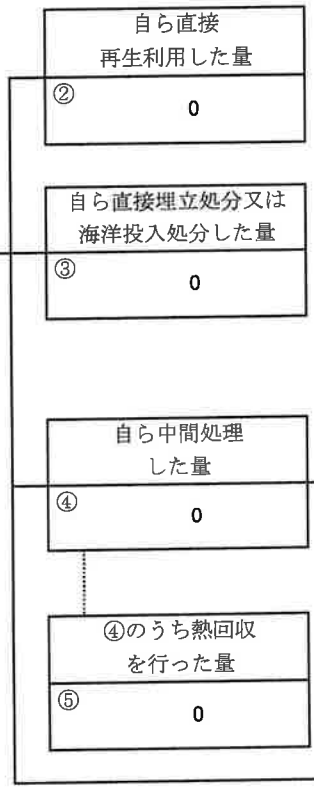 自ら直接
再生利用した量
②
0
自ら直接埋立処分又は
海洋投入処分した量
③
0
自ら中間処理
した量
④
0
④のうち熱回収
を行った量
⑤
0